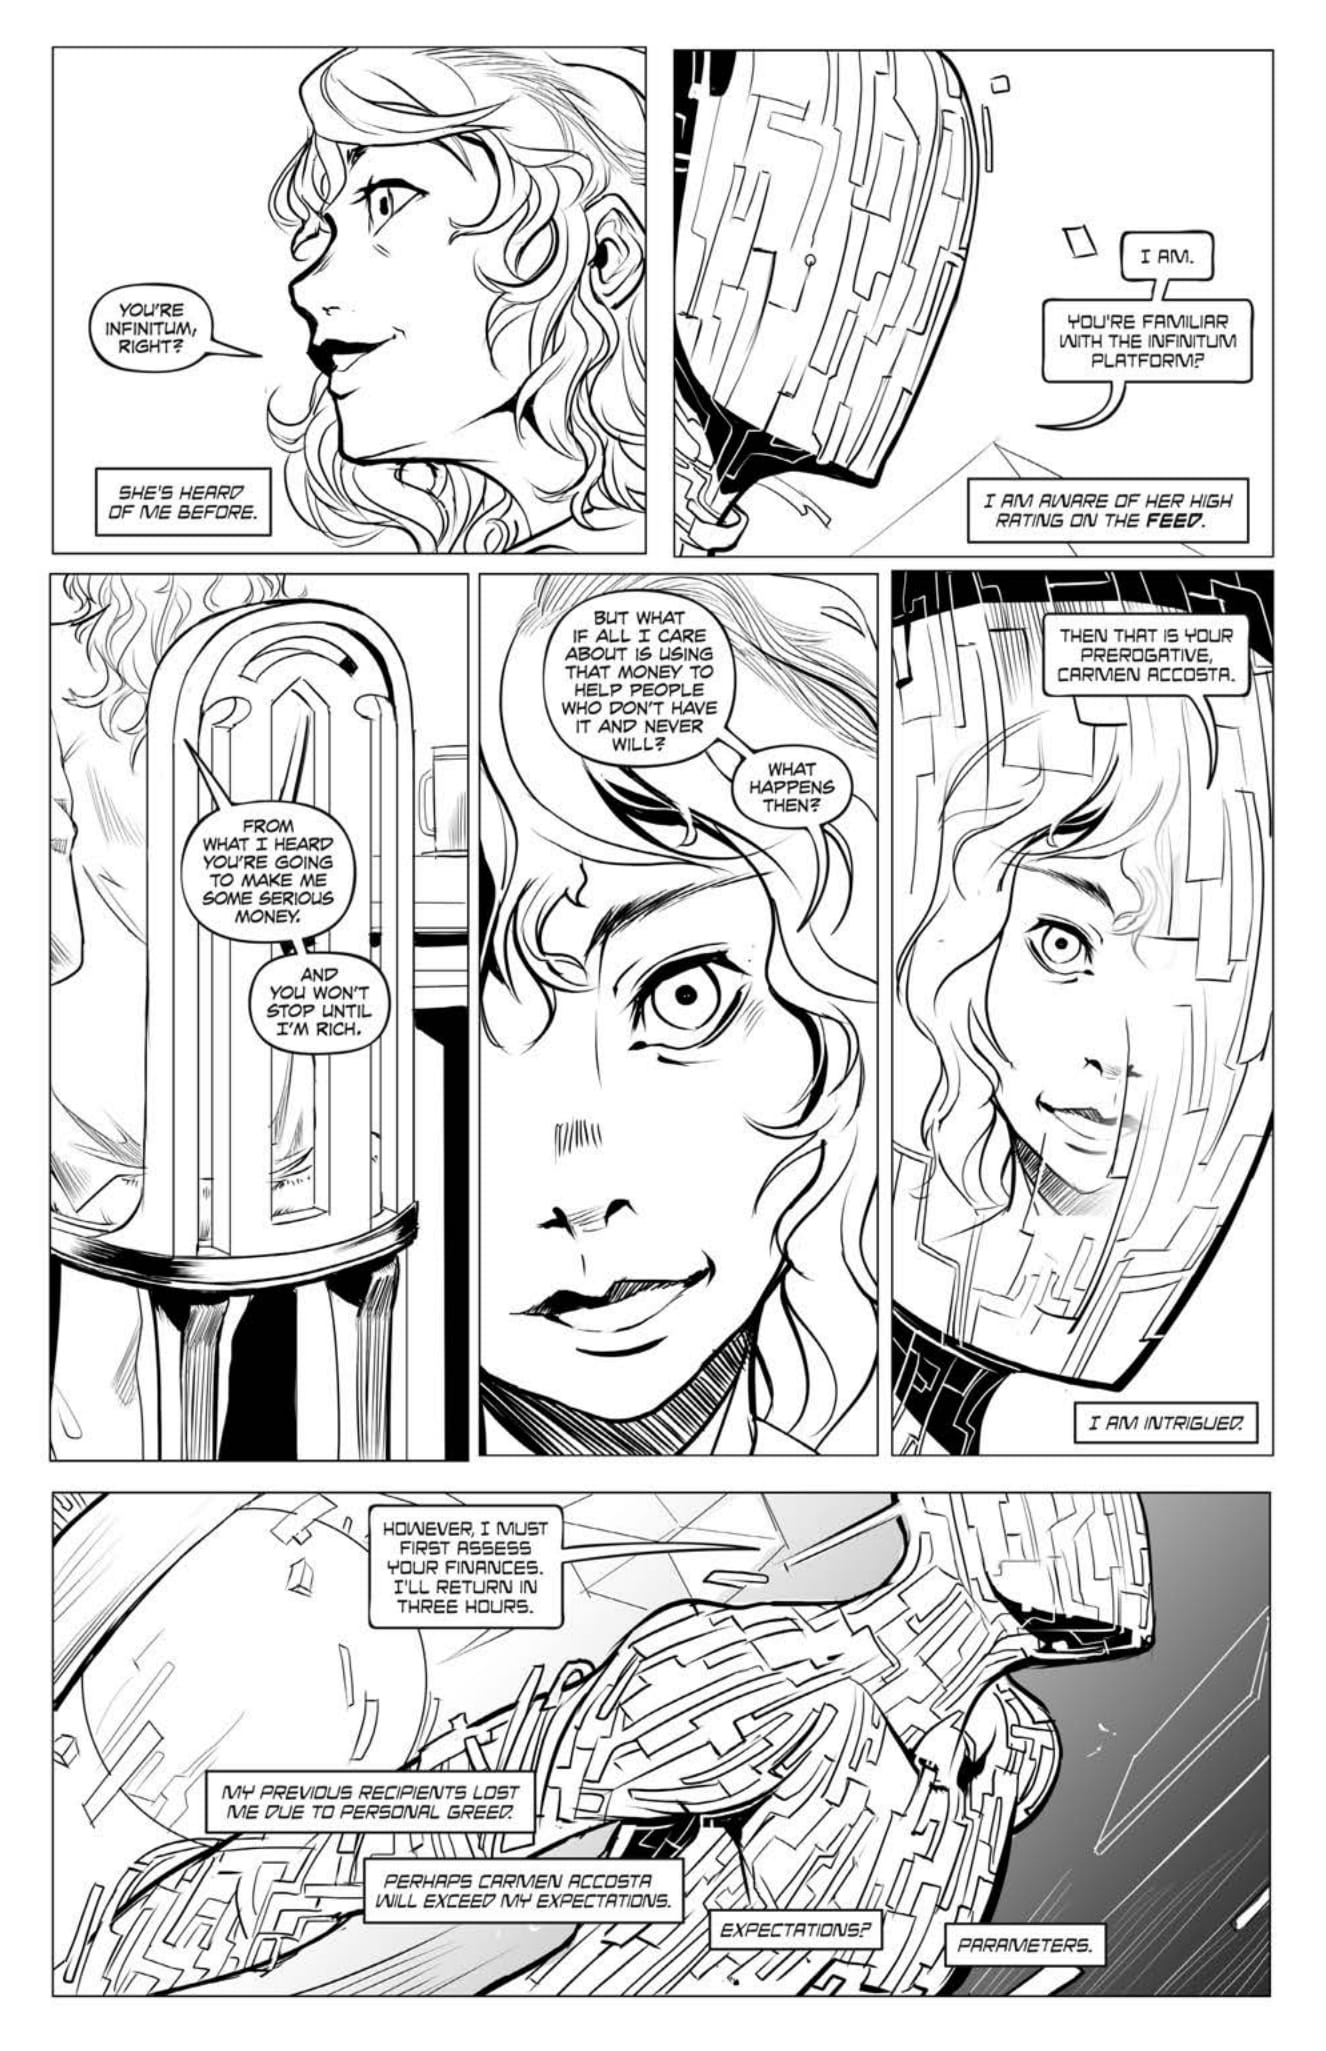 YOU'RE
INFINITUM,
RIGHT?
SHE'S HEARD
OF ME BEFORE.
I AM.
YOU'RE FAMILIAR
WITH THE INFINITUM
PLATFORM?
I AM AWARE OF HER HIGH
RATING ON THE FEED.
FROM
WHAT I HEARD
YOU'RE GOING
TO MAKE ME
SOME SERIOUS
MONEY.
AND
YOU WON'T
STOP UNTIL
I'M RICH.
BUT WHAT
IF ALL I CARE
ABOUT IS USING
THAT MONEY TO
HELP PEOPLE
WHO DON'T HAVE
IT AND NEVER
WILL?
WHAT
HAPPENS
THEN?
THEN THAT IS YOUR
PREROGATIVE,
CARMEN ACCOSTA.
I AM INTRIGUED.
HOWEVER, I MUST
FIRST ASSESS
YOUR FINANCES.
I'LL RETURN IN
THREE HOURS.
MY PREVIOUS RECIPIENTS LOST
ME DUE TO PERSONAL GREED.
PERHAPS CARMEN ACCOSTA
WILL EXCEED MY EXPECTATIONS.
EXPECTATIONS?
PARAMETERS.